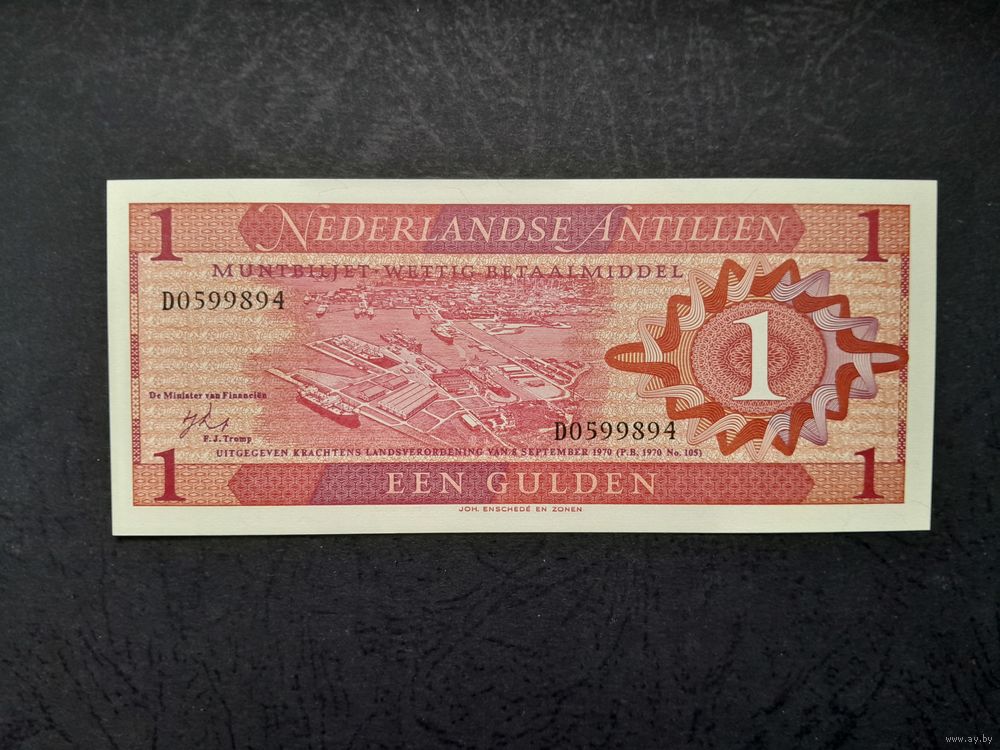 1 NEDERLANDSE ANTILLEN 1
MUNTBILJET-WETTIG BETAALMIDDEL
D0599894
1
De Minister van Financiën
F. J. Tromp
D0599894
UITGEGEVEN KRACHTENS LANDSVERORDENING VAN 8 SEPTEMBER 1970 (P.B. 1970 No. 105)
1 EEN GULDEN 1
JOH. ENSCHEDÉ EN ZONEN
www.ay.by